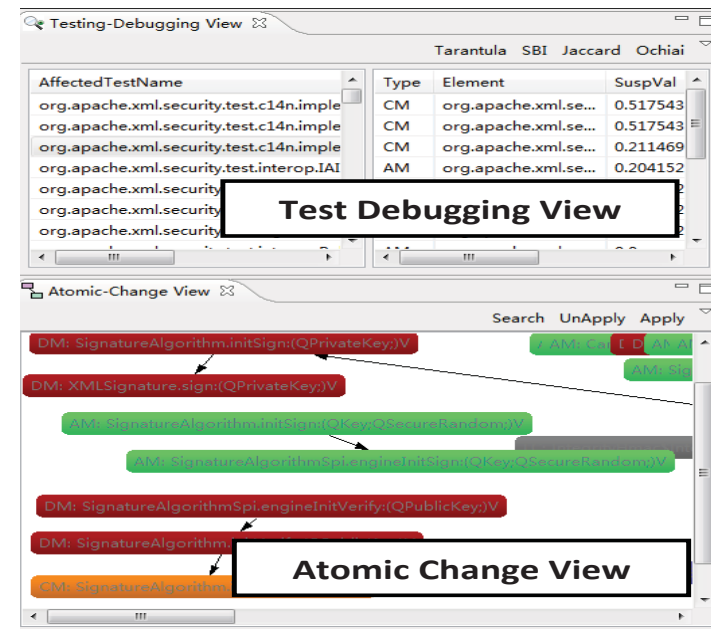 Testing-Debugging View
Tarantula SBI Jaccard Ochiai
AffectedTestName Type Element SuspVal
org.apache.xml.security.test.c14n.imple CM org.apache.xml.se... 0.517543
org.apache.xml.security.test.c14n.imple CM org.apache.xml.se... 0.517543
org.apache.xml.security.test.c14n.imple CM org.apache.xml.se... 0.211469
org.apache.xml.security.test.interop.IAI AM org.apache.xml.se... 0.204152
org.apache.xml.security
org.apache.xml.security
org.apache.xml.security
Test Debugging View
Atomic-Change View
Search UnApply Apply
DM: SignatureAlgorithm.initSign:(QPrivateKey;)V
AM: Car
D
AM: Sig
DM: XMLSignature.sign:(QPrivateKey;)V
AM: SignatureAlgorithm.initSign:(QKey;QSecureRandom;)V
AM: SignatureAlgorithmSpi.engineInitSign:(QKey;QSecureRandom;)V
DM: SignatureAlgorithmSpi.engineInitVerify:(QPublicKey;)V
DM: SignatureAlgorithm.
CM: SignatureAlgorithm.
Atomic Change View